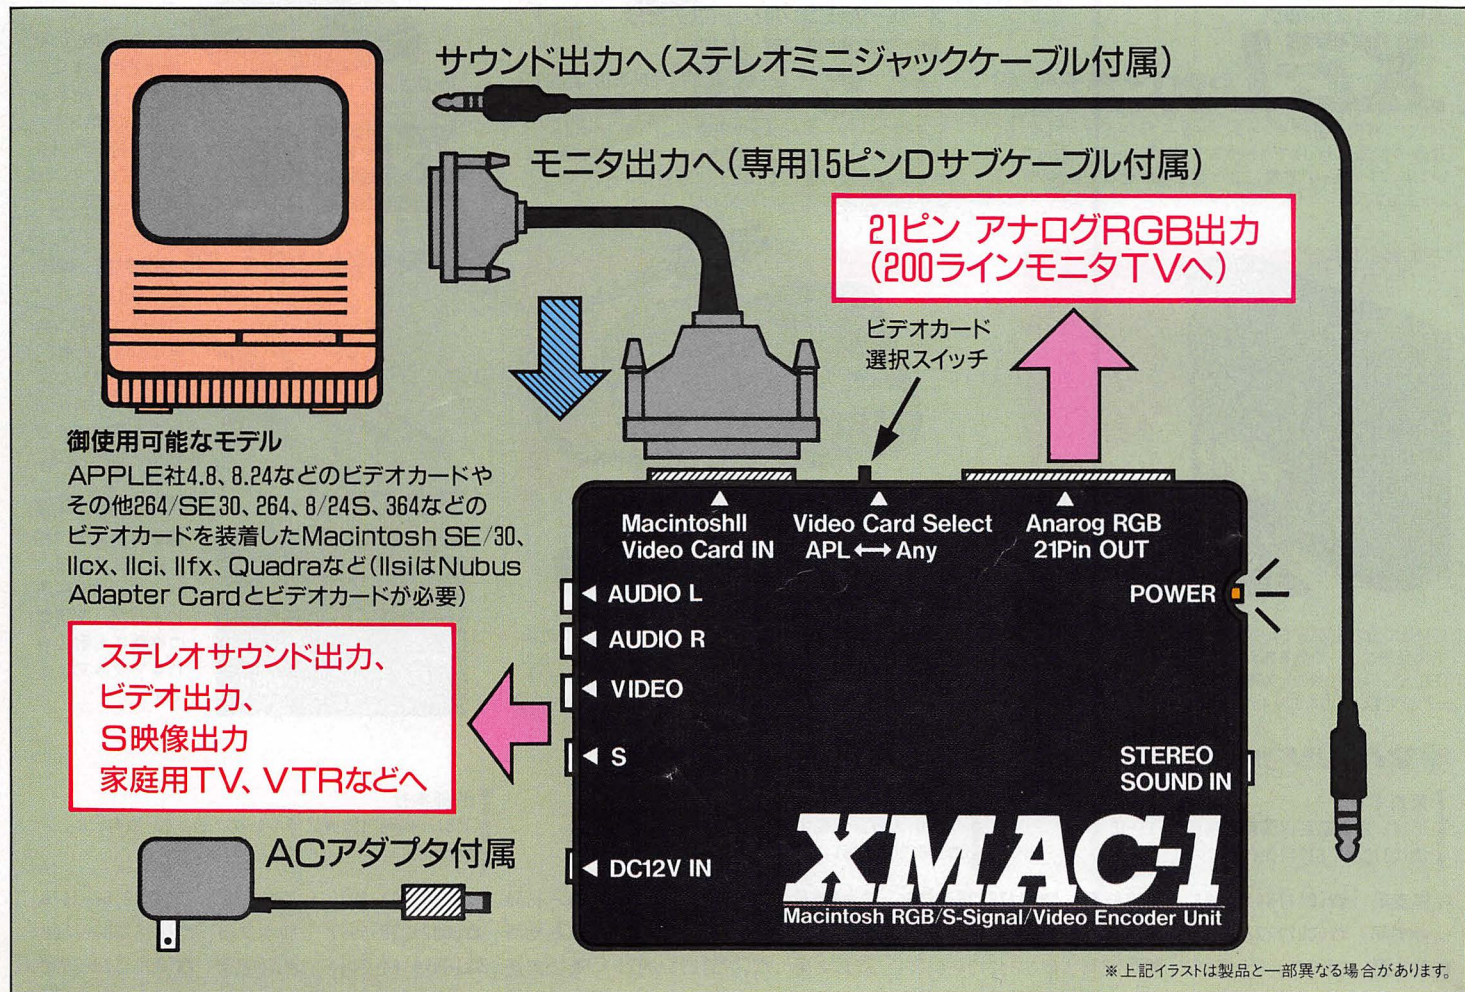 サウンド出力へ(ステレオミニジャックケーブル付属)
モニタ出力へ(専用15ピンDサブケーブル付属)
21ピン アナログRGB出力
(200ラインモニタTVへ)
ビデオカード
選択スイッチ
御使用可能なモデル
APPLE社4.8、8.24などのビデオカードや
その他264/SE30、264、8/24S、364などの
ビデオカードを装着したMacintosh SE/30、
IIcx、IIci、IIfx、Quadraなど(IIsiはNubus
Adapter Cardとビデオカードが必要)
ステレオサウンド出力、
ビデオ出力、
S映像出力
家庭用TV、VTRなどへ
ACアダプタ付属
MacintoshII
Video Card IN
Video Card Select
APL ↔ Any
Anarog RGB
21Pin OUT
AUDIO L
AUDIO R
VIDEO
S
DC12V IN
POWER
STEREO
SOUND IN
XMAC-1
Macintosh RGB/S-Signal/Video Encoder Unit
※上記イラストは製品と一部異なる場合があります。